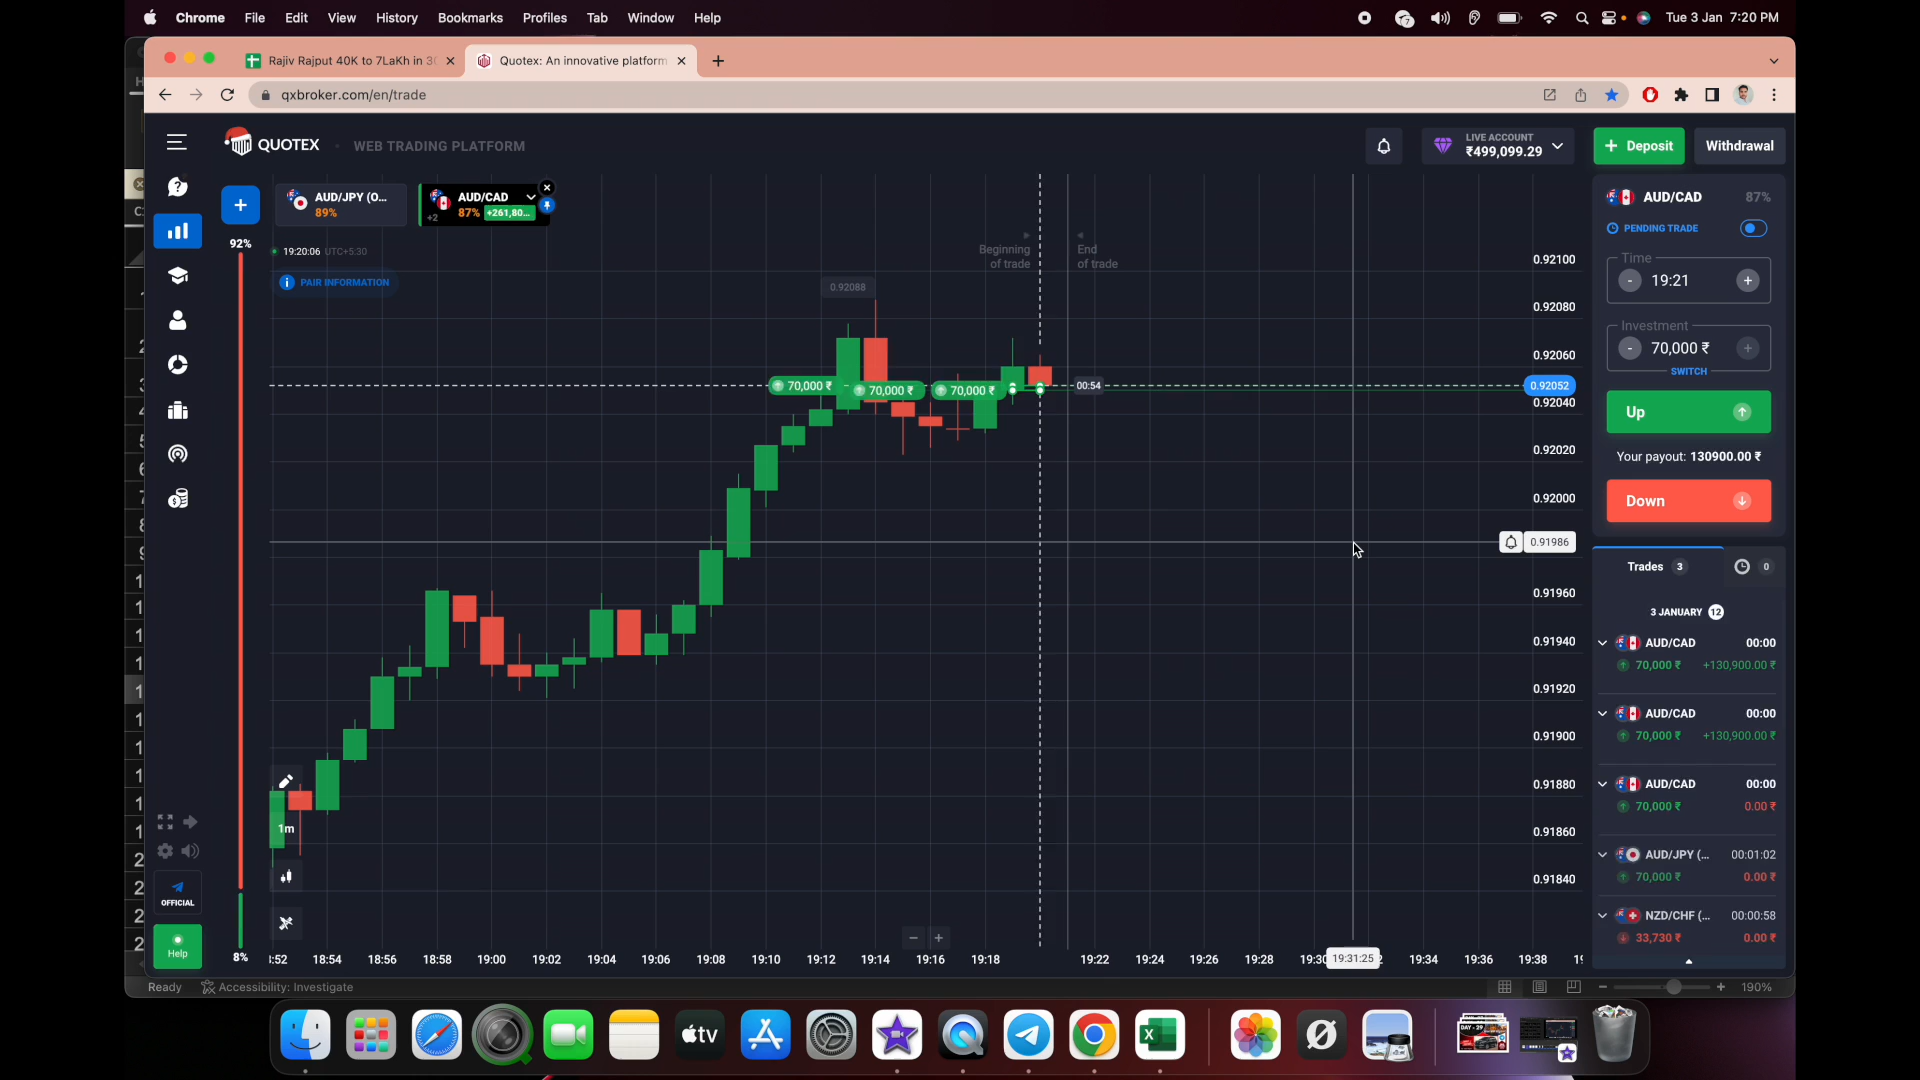 Chrome File Edit View History Bookmarks Profiles Tab Window Help
7
Tue 3 Jan 7:20 PM
Rajiv Rajput 40K to 7LaKh in 30
Quotex: An innovative platform
qxbroker.com/en/trade
QUOTEX
WEB TRADING PLATFORM
LIVE ACCOUNT
₹499,099.29
+ Deposit
Withdrawal
AUD/JPY (O...
89%
AUD/CAD
+2
87%
+261,80...
92%
19:20:06 UTC+5:30
PAIR INFORMATION
Beginning
of trade
End
of trade
0.92088
70,000 ₹
70,000 ₹
70,000 ₹
00:54
0.92100
0.92080
0.92060
0.92052
0.92040
0.92020
0.92000
0.91986
0.91960
0.91940
0.91920
0.91900
0.91880
0.91860
0.91840
AUD/CAD
87%
PENDING TRADE
Time
- 19:21 +
Investment
- 70,000 ₹ +
SWITCH
Up
Your payout: 130900.00 ₹
Down
Trades 3
0
3 JANUARY 12
AUD/CAD 00:00
70,000 ₹ +130,900.00 ₹
AUD/CAD 00:00
70,000 ₹ +130,900.00 ₹
AUD/CAD 00:00
70,000 ₹ 0.00 ₹
AUD/JPY (... 00:01:02
70,000 ₹ 0.00 ₹
NZD/CHF (... 00:00:58
33,730 ₹ 0.00 ₹
1m
OFFICIAL
Help
8%
:52 18:54 18:56 18:58 19:00 19:02 19:04 19:06 19:08 19:10 19:12 19:14 19:16 19:18 19:22 19:24 19:26 19:28 19:30 19:31:25 19:34 19:36 19:38
Ready
Accessibility: Investigate
190%
tv
DAY - 29